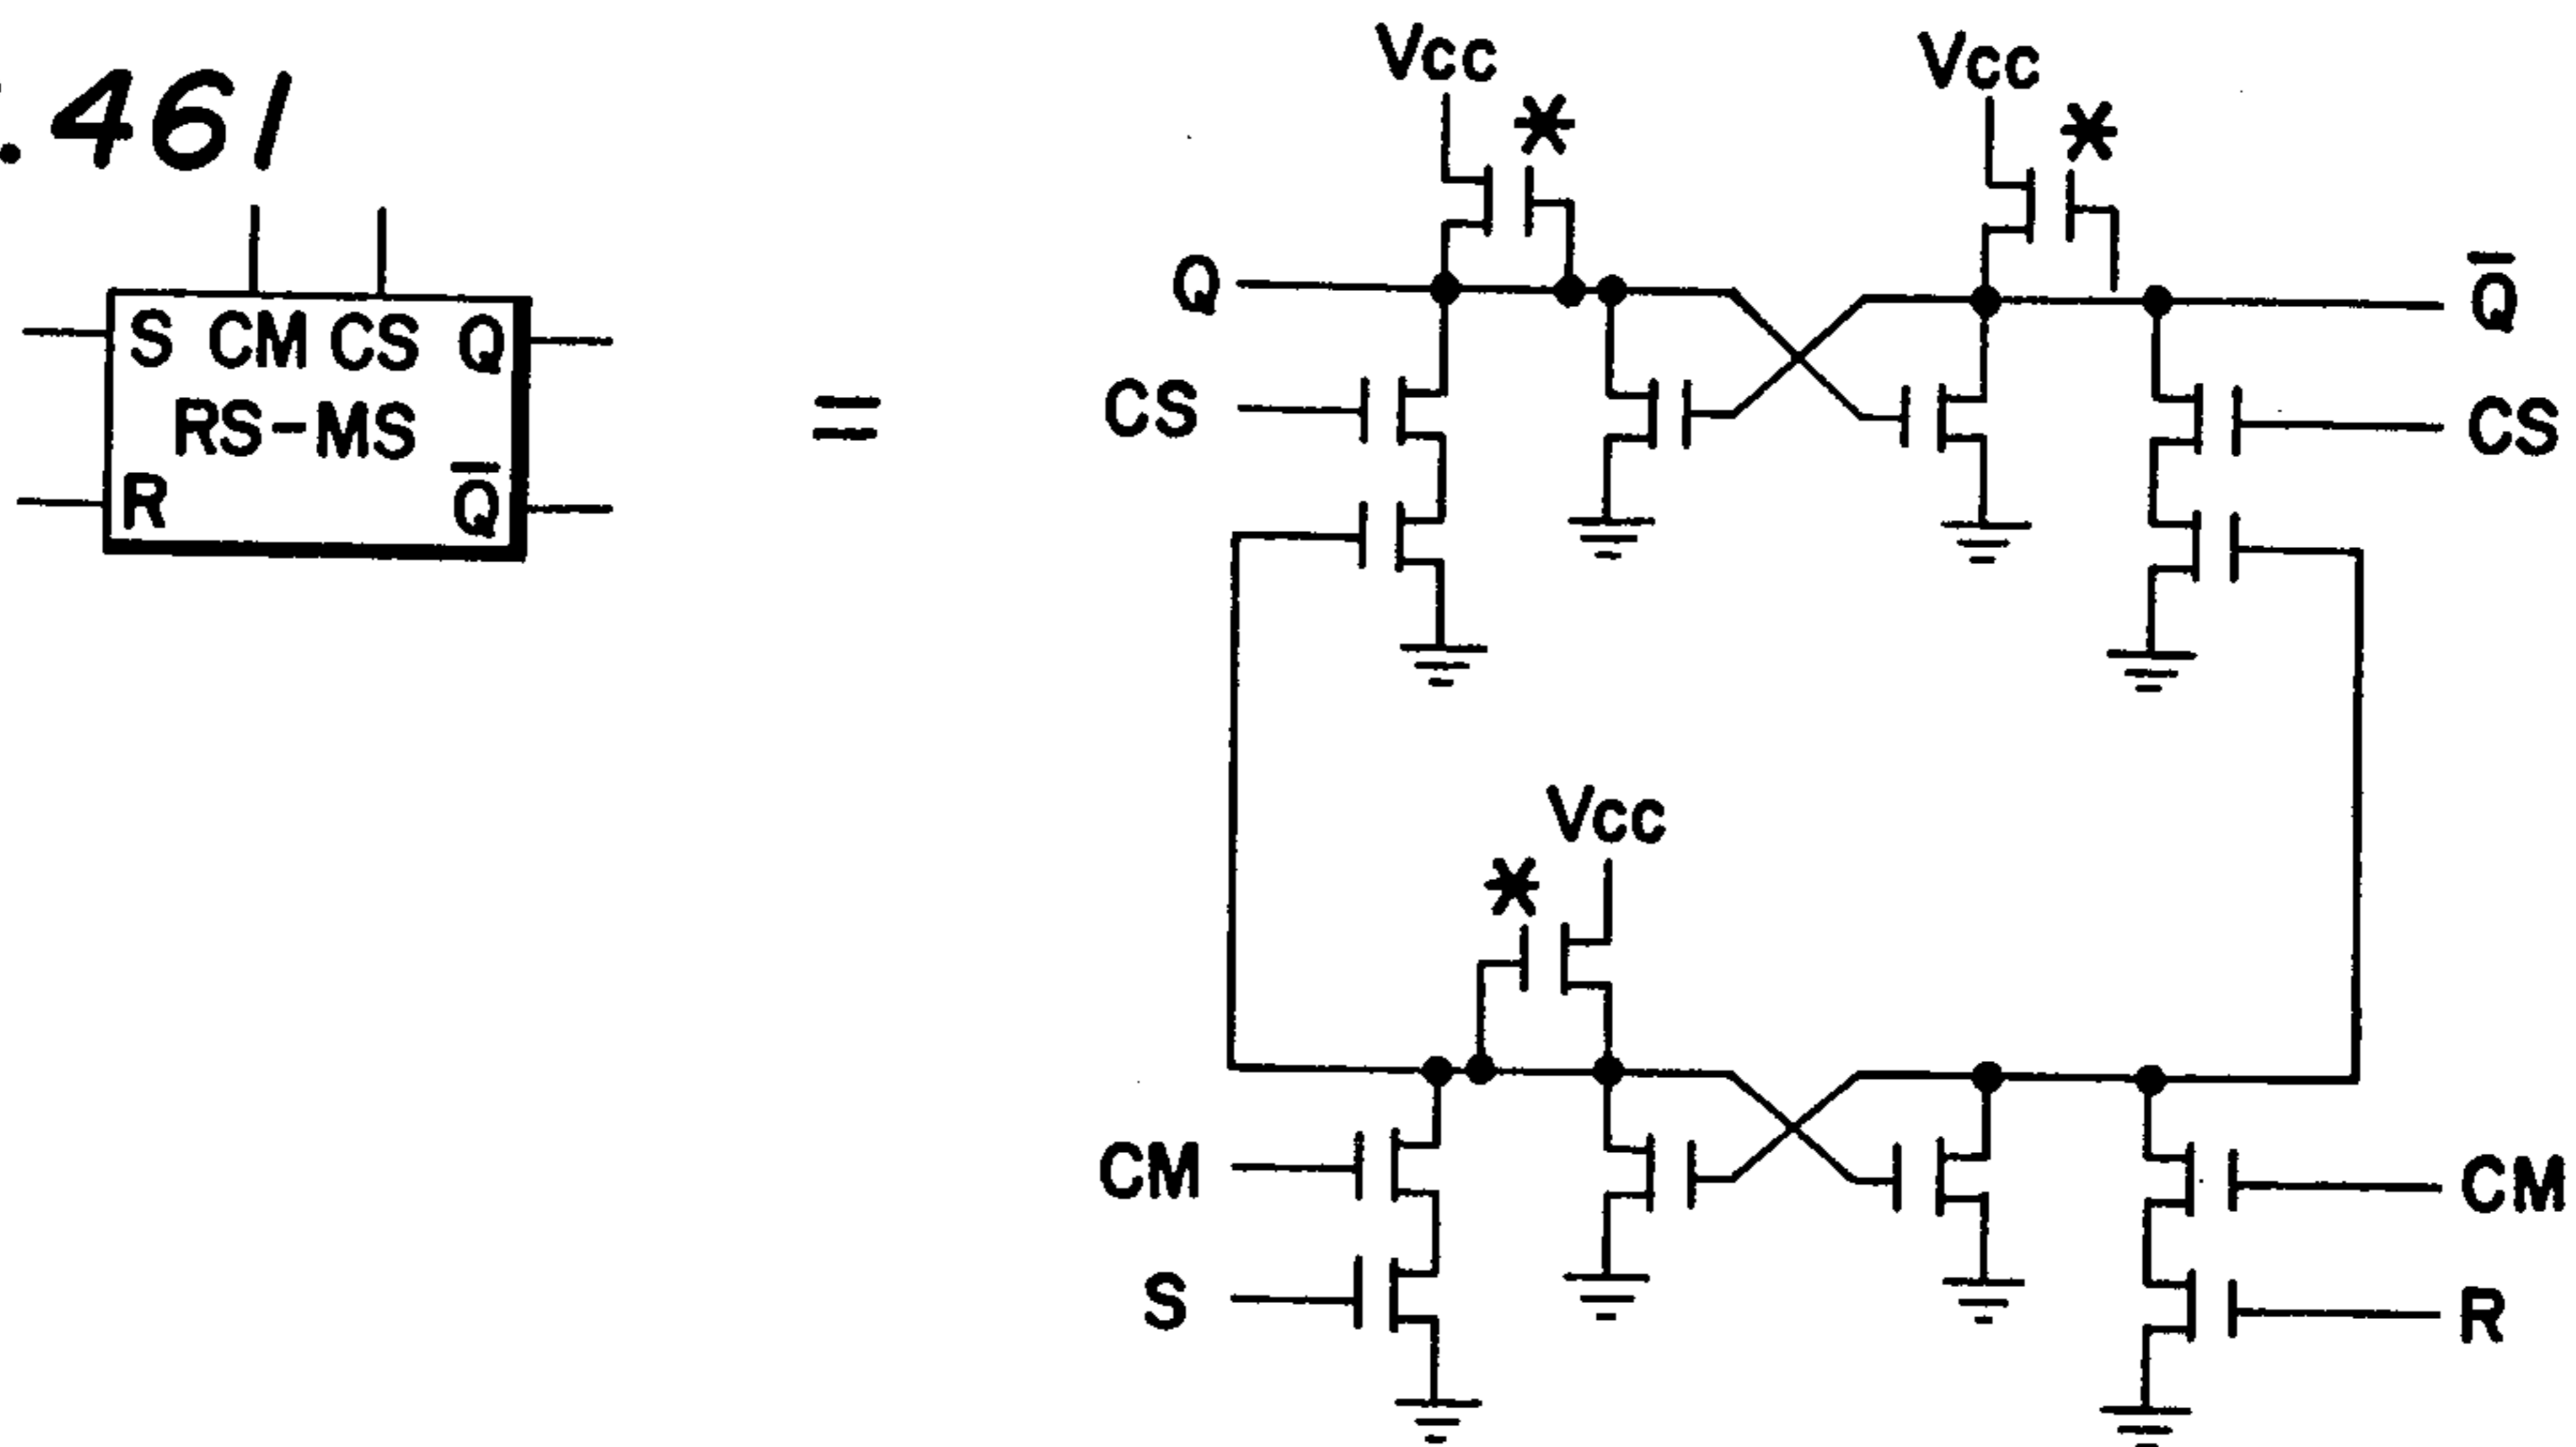 .461
S CM CS Q
RS-MS
R Q̅
=
Vcc
*
Vcc
*
Q
Q̅
CS
CS
Vcc
*
CM
CM
S
R